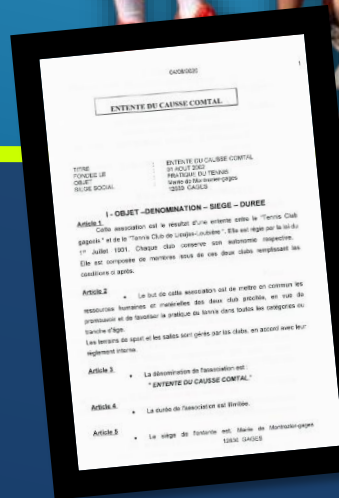 04/09/2020
1
ENTENTE DU CAUSSE COMTAL
TITRE : ENTENTE DU CAUSSE COMTAL
FONDEE LE : 01 AOUT 2002
OBJET : PRATIQUE DU TENNIS
SIEGE SOCIAL : Mairie de Montrozier-gages
12630 GAGES
I - OBJET –DENOMINATION – SIEGE – DUREE
Article 1
Cette association est le résultat d'une entente entre le "Tennis Club
gageois " et de la "Tennis Club de Lioujas-Loubière ". Elle est régie par la loi du
1er Juillet 1901. Chaque club conserve son autonomie respective.
Elle est composée de membres issus de ces deux clubs remplissant les
conditions ci après.
Article 2
• Le but de cette association est de mettre en commun les
ressources humaines et matérielles des deux club précités, en vue de
promouvoir et de favoriser la pratique du tennis dans toutes les catégories ou
tranche d'âge.
Les terrains de sport et les salles sont gérés par les clubs, en accord avec leur
règlement interne.
Article 3
• La dénomination de l'association est :
" ENTENTE DU CAUSSE COMTAL."
Article 4
• La durée de l'association est illimitée.
Article 5
• Le siège de l'entente est. Mairie de Montrozier-gages
12630 GAGES